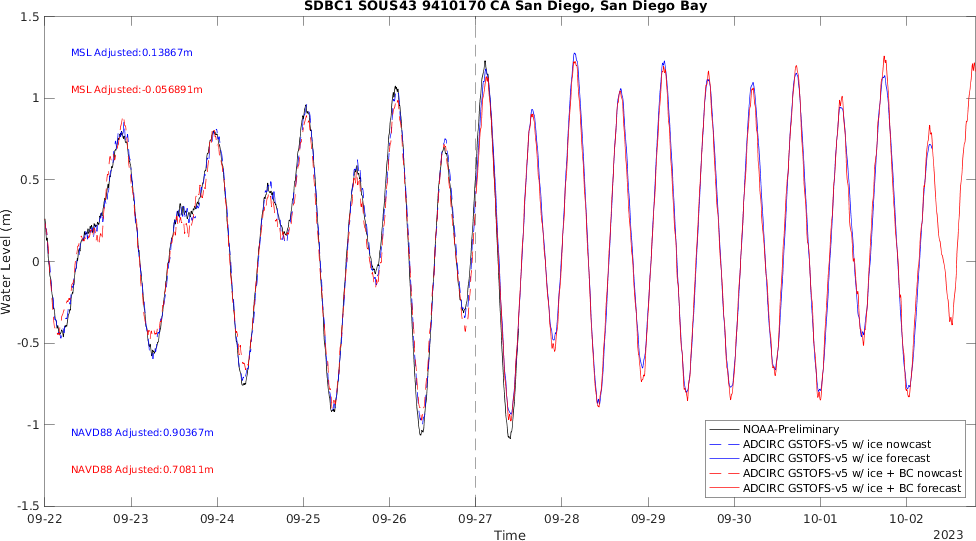 SDBC1 SOUS43 9410170 CA San Diego, San Diego Bay
1.5
MSL Adjusted:0.13867m
MSL Adjusted:-0.056891m
1
0.5
Water Level (m)
0
-0.5
-1
NAVD88 Adjusted:0.90367m
NAVD88 Adjusted:0.70811m
NOAA-Preliminary
ADCIRC GSTOFS-v5 w/ ice nowcast
ADCIRC GSTOFS-v5 w/ ice forecast
ADCIRC GSTOFS-v5 w/ ice + BC nowcast
ADCIRC GSTOFS-v5 w/ ice + BC forecast
-1.5
09-22 09-23 09-24 09-25 09-26 09-27 09-28 09-29 09-30 10-01 10-02
Time
2023